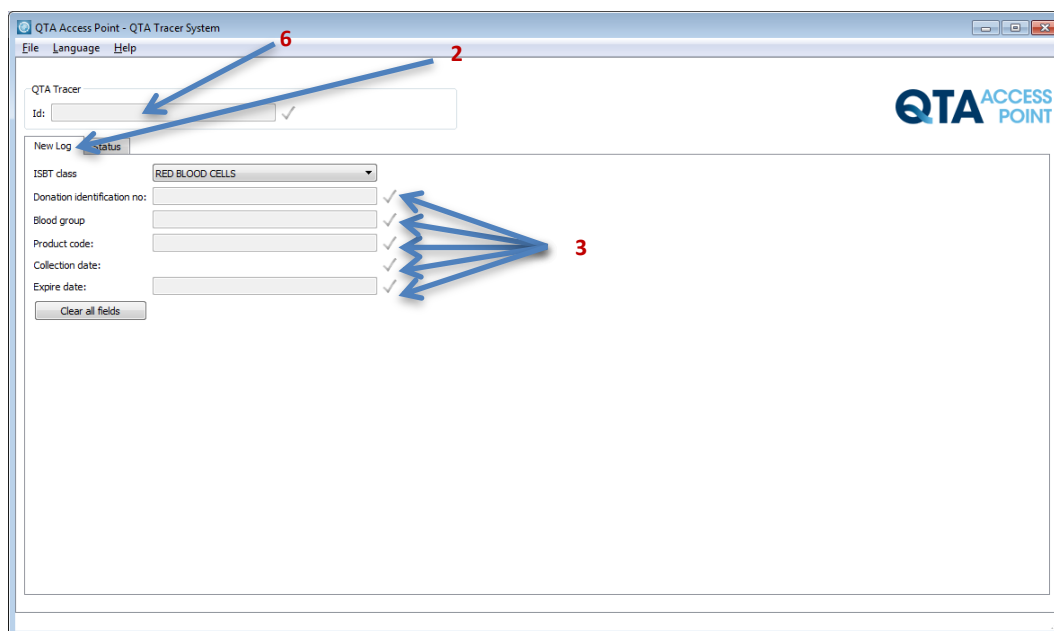 QTA Access Point - QTA Tracer System
File Language Help
6
2
QTA Tracer
Id:
QTA ACCESS POINT
New Log Status
ISBT class RED BLOOD CELLS
Donation identification no:
Blood group
Product code:
3
Collection date:
Expire date:
Clear all fields